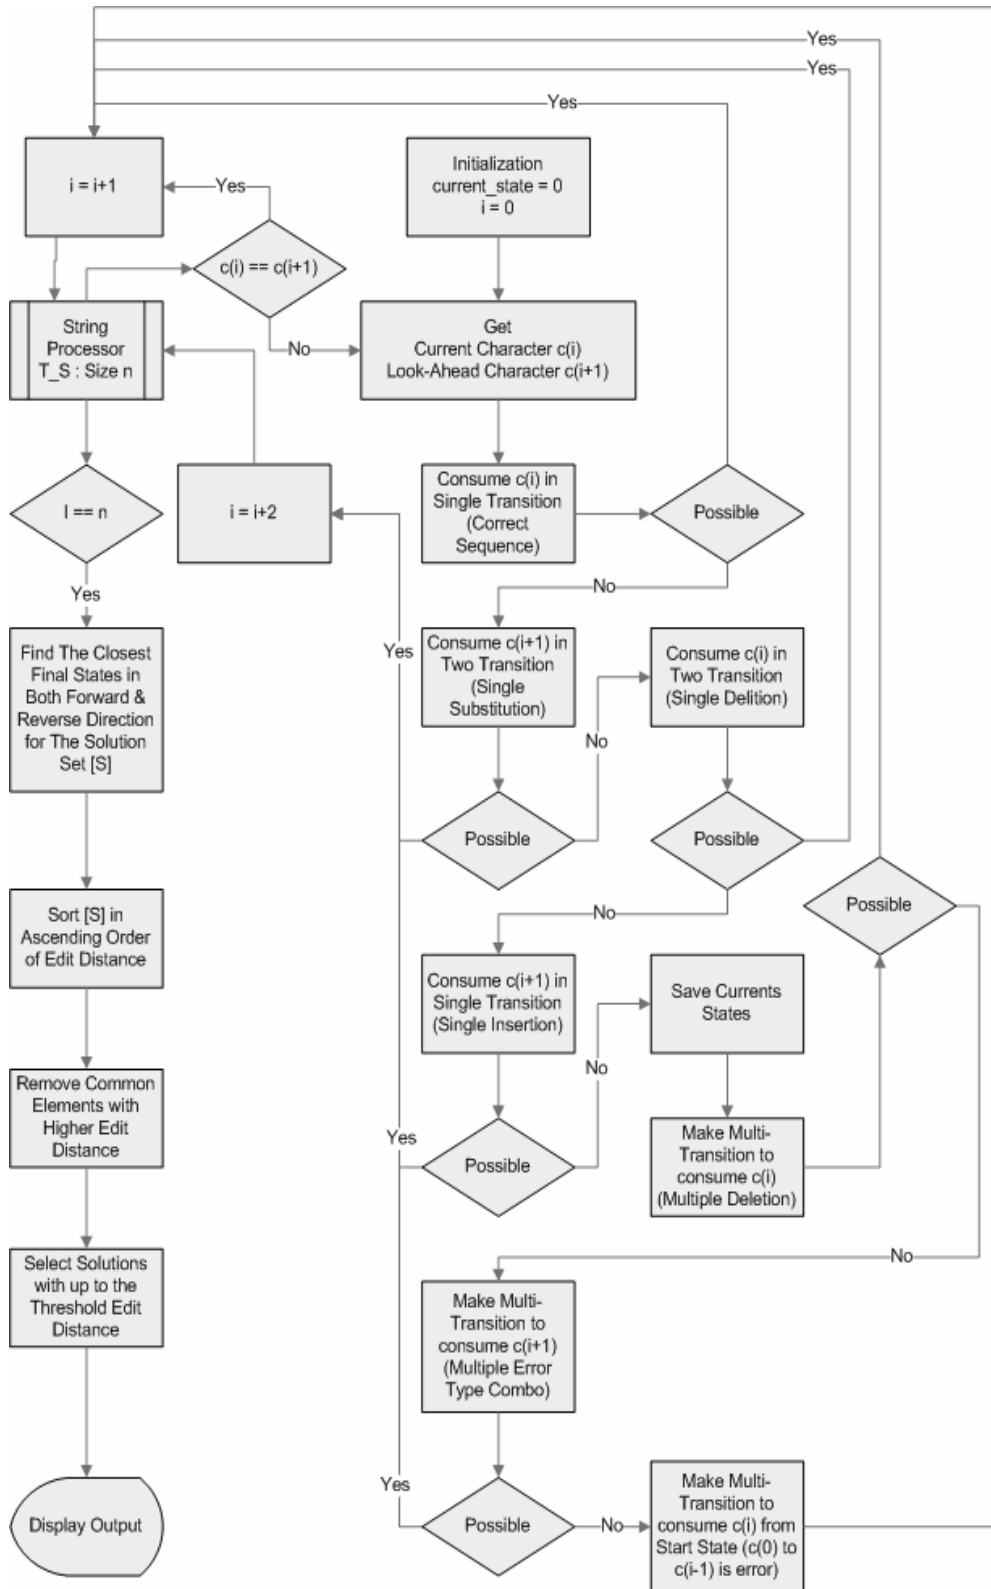 Yes
Yes
Yes
i = i+1
Yes
Initialization
current_state = 0
i = 0
c(i) == c(i+1)
String
Processor
T_S : Size n
No
Get
Current Character c(i)
Look-Ahead Character c(i+1)
I == n
i = i+2
Consume c(i) in
Single Transition
(Correct
Sequence)
Possible
Yes
No
Find The Closest
Final States in
Both Forward &
Reverse Direction
for The Solution
Set [S]
Yes
Consume c(i+1) in
Two Transition
(Single
Substitution)
No
Consume c(i) in
Two Transition
(Single Delition)
Possible
Possible
Sort [S] in
Ascending Order
of Edit Distance
No
Possible
Consume c(i+1) in
Single Transition
(Single Insertion)
Save Currents
States
No
Remove Common
Elements with
Higher Edit
Distance
Yes
Possible
Make Multi-
Transition to
consume c(i)
(Multiple Deletion)
No
Select Solutions
with up to the
Threshold Edit
Distance
Make Multi-
Transition to
consume c(i+1)
(Multiple Error
Type Combo)
Yes
Display Output
Possible
No
Make Multi-
Transition to
consume c(i) from
Start State (c(0) to
c(i-1) is error)